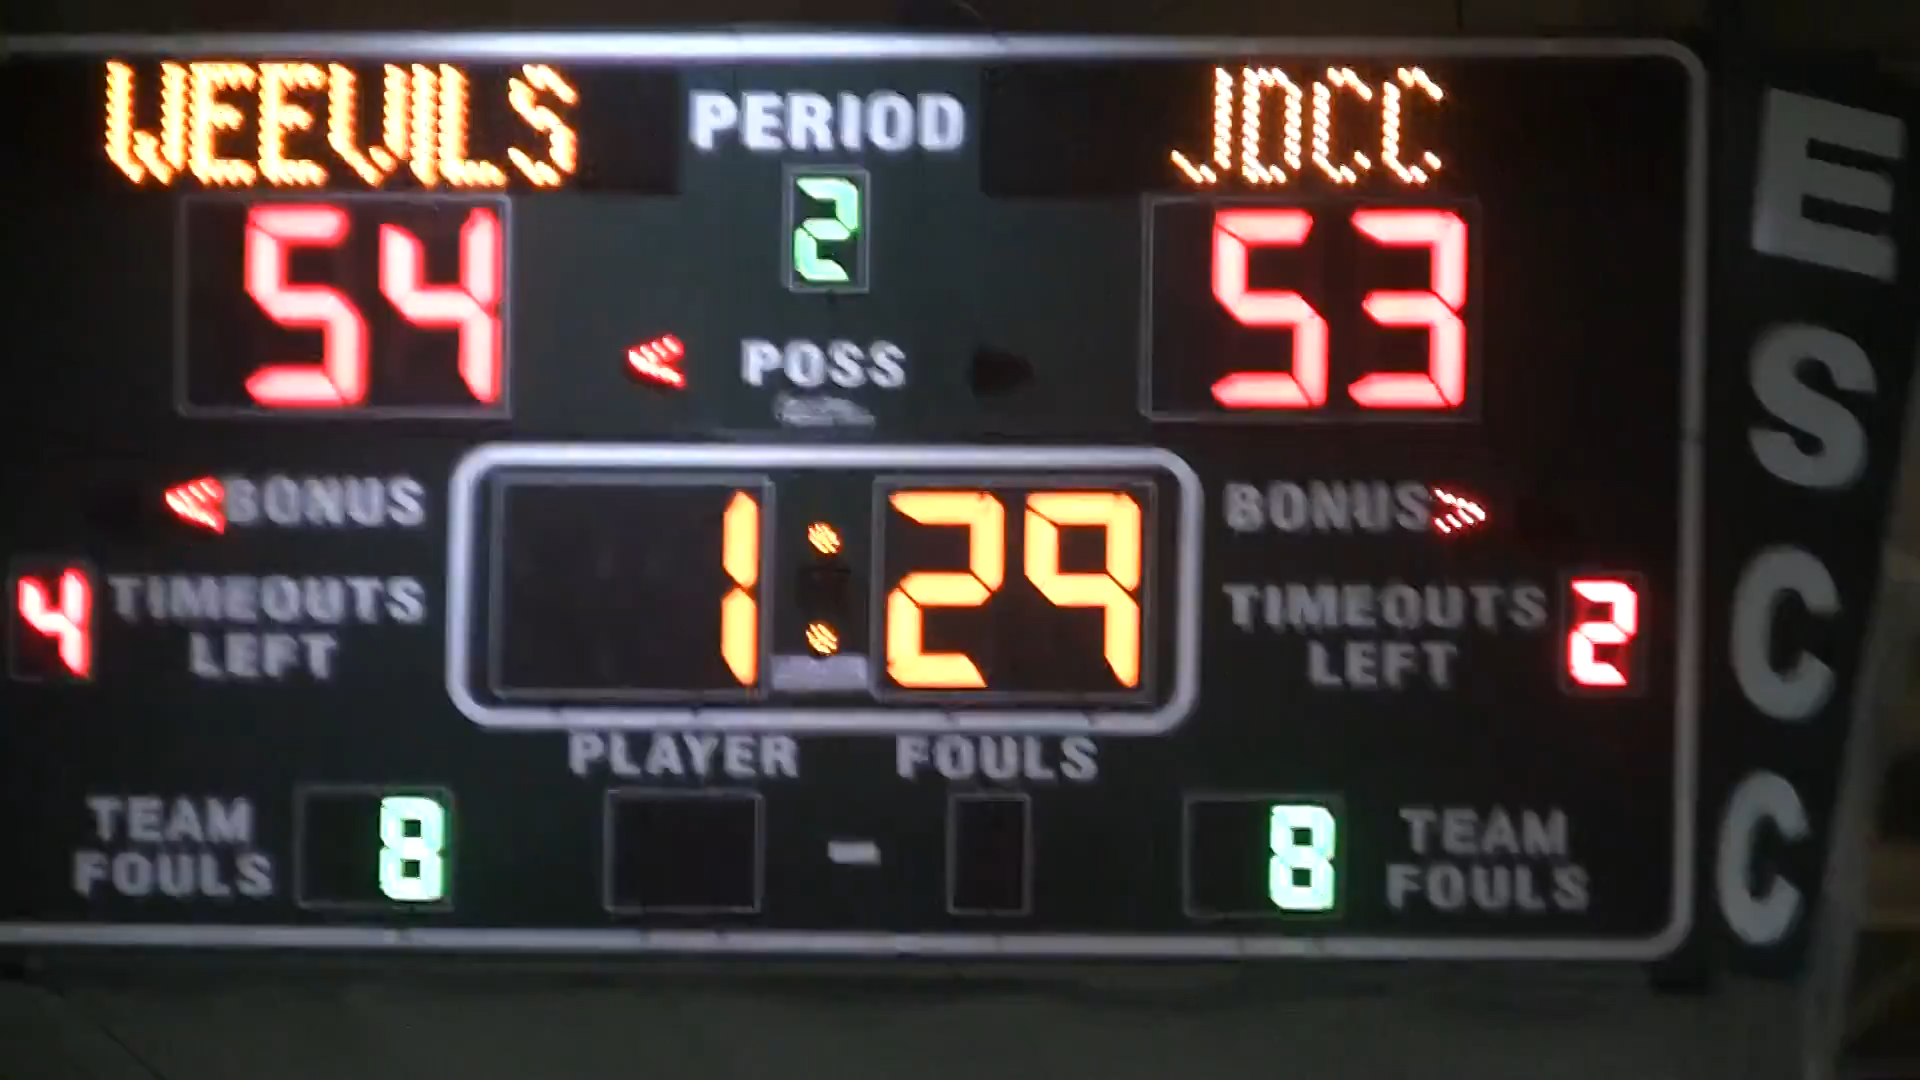 WEEVILS PERIOD JDCC
54 2 53
< POSS
<BONUS 1:29 BONUS>
4 TIMEOUTS LEFT
TIMEOUTS LEFT 2
PLAYER FOULS
TEAM FOULS 8
-
8 TEAM FOULS
ESCC